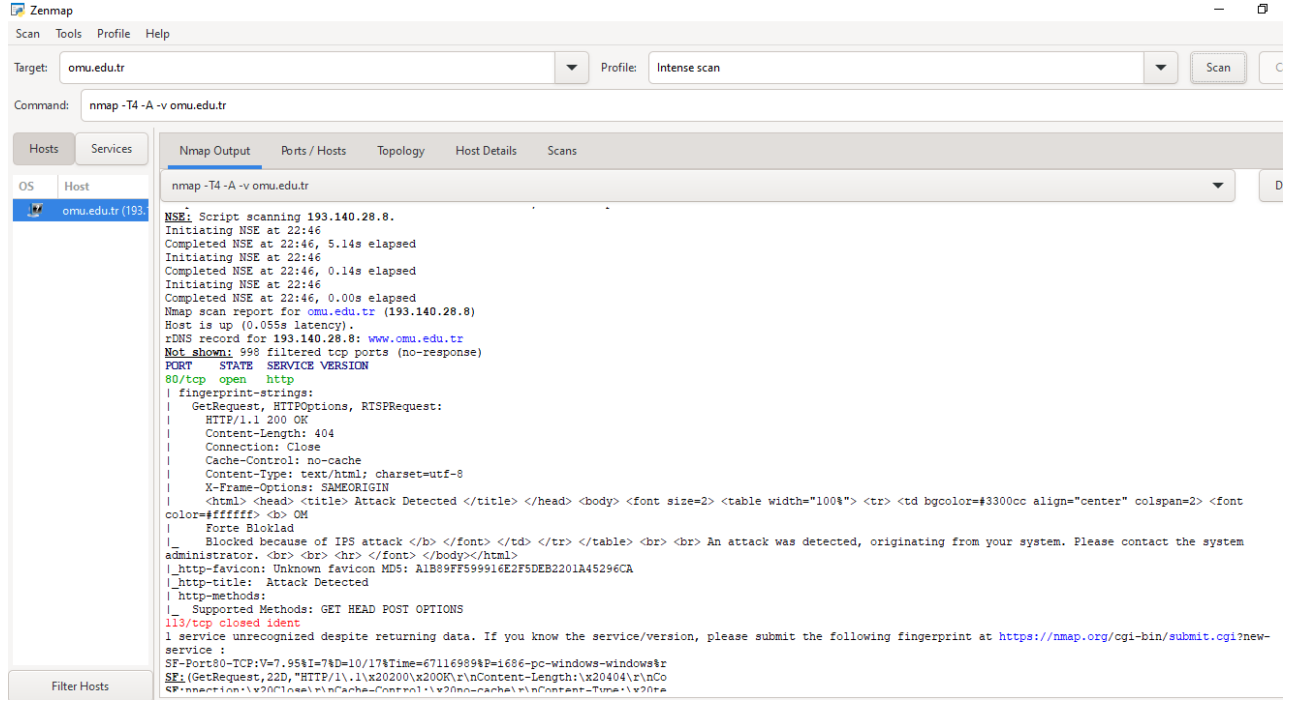 Zenmap
Scan Tools Profile Help
Target: omu.edu.tr Profile: Intense scan Scan
Command: nmap -T4 -A -v omu.edu.tr
Hosts Services Nmap Output Ports / Hosts Topology Host Details Scans
OS Host
nmap -T4 -A -v omu.edu.tr
omu.edu.tr (193.
NSE: Script scanning 193.140.28.8.
Initiating NSE at 22:46
Completed NSE at 22:46, 5.14s elapsed
Initiating NSE at 22:46
Completed NSE at 22:46, 0.14s elapsed
Initiating NSE at 22:46
Completed NSE at 22:46, 0.00s elapsed
Nmap scan report for omu.edu.tr (193.140.28.8)
Host is up (0.055s latency).
rDNS record for 193.140.28.8: www.omu.edu.tr
Not shown: 998 filtered tcp ports (no-response)
PORT STATE SERVICE VERSION
80/tcp open http
| fingerprint-strings:
| GetRequest, HTTPOptions, RTSPRequest:
| HTTP/1.1 200 OK
| Content-Length: 404
| Connection: Close
| Cache-Control: no-cache
| Content-Type: text/html; charset=utf-8
| X-Frame-Options: SAMEORIGIN
| <html> <head> <title> Attack Detected </title> </head> <body> <font size=2> <table width="100%"> <tr> <td bgcolor=#3300cc align="center" colspan=2> <font
color=#ffffff> <b> OM
| Forte Bloklad
|_ Blocked because of IPS attack </b> </font> </td> </tr> </table> <br> <br> An attack was detected, originating from your system. Please contact the system
administrator. <br> <br> <hr> </font> </body></html>
|_http-favicon: Unknown favicon MD5: A1B89FF599916E2F5DEB2201A45296CA
|_http-title: Attack Detected
| http-methods:
|_ Supported Methods: GET HEAD POST OPTIONS
113/tcp closed ident
1 service unrecognized despite returning data. If you know the service/version, please submit the following fingerprint at https://nmap.org/cgi-bin/submit.cgi?new-
service :
SF-Port80-TCP:V=7.95%I=7%D=10/17%Time=67116989%P=i686-pc-windows-windows%r
SF:(GetRequest,22D,"HTTP/1\.1\x20200\x20OK\r\nContent-Length:\x20404\r\nCo
SF:nnection:\x20Close\r\nCache-Control:\x20no-cache\r\nContent-Type:\x20te
Filter Hosts